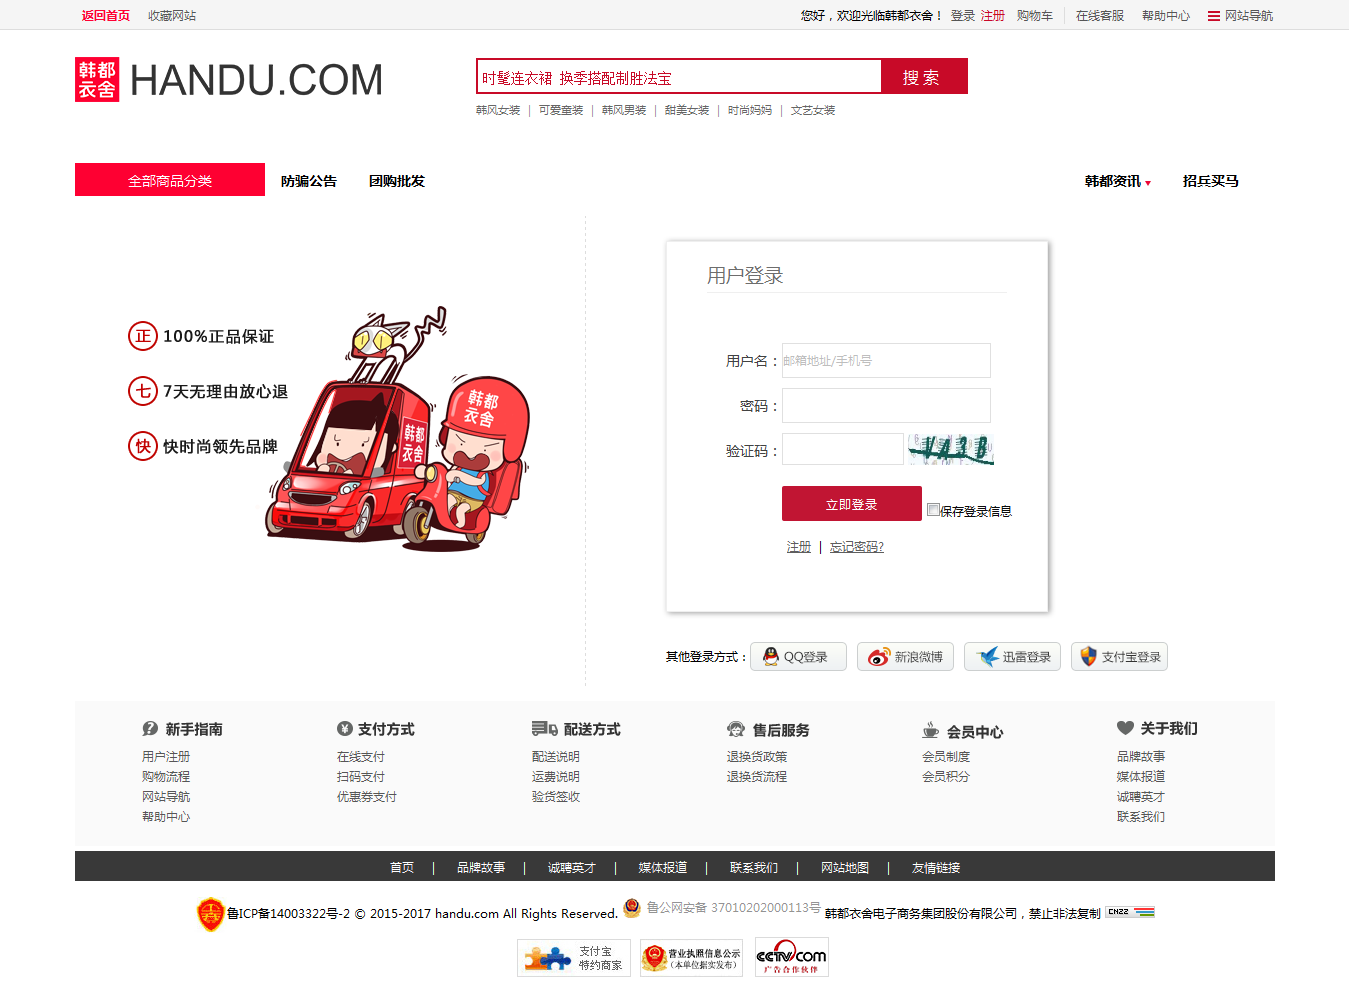 返回首页 收藏网站 您好，欢迎光临韩都衣舍！ 登录 注册 购物车 在线客服 帮助中心 网站导航
韩都衣舍 HANDU.COM
时髦连衣裙 换季搭配制胜法宝 搜 索
韩风女装 | 可爱童装 | 韩风男装 | 甜美女装 | 时尚妈妈 | 文艺女装
全部商品分类 防骗公告 团购批发 韩都资讯 招兵买马
用户登录
正 100%正品保证
七 7天无理由放心退
快 快时尚领先品牌
韩都衣舍
韩都衣舍
用户名： 邮箱地址/手机号
密码：
验证码： VA3B
立即登录 保存登录信息
注册 | 忘记密码?
其他登录方式： QQ登录 新浪微博 迅雷登录 支付宝登录
新手指南 支付方式 配送方式 售后服务 会员中心 关于我们
用户注册 在线支付 配送说明 退换货政策 会员制度 品牌故事
购物流程 扫码支付 运费说明 退换货流程 会员积分 媒体报道
网站导航 优惠券支付 验货签收 诚聘英才
帮助中心 联系我们
首页 | 品牌故事 | 诚聘英才 | 媒体报道 | 联系我们 | 网站地图 | 友情链接
鲁ICP备14003322号-2 © 2015-2017 handu.com All Rights Reserved. 鲁公网安备 37010202000113号 韩都衣舍电子商务集团股份有限公司，禁止非法复制 CNZZ
支付宝 特约商家 营业执照信息公示 （本单位据实发布） CCTV.com 广告合作伙伴